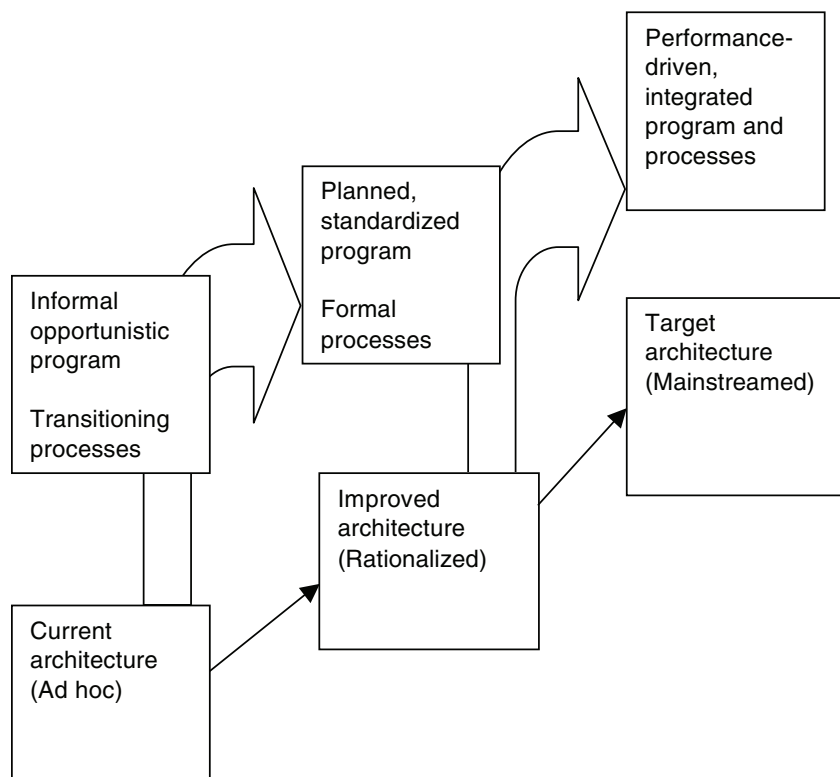 Performance-
driven,
integrated
program and
processes
Planned,
standardized
program
Formal
processes
Informal
opportunistic
program
Transitioning
processes
Target
architecture
(Mainstreamed)
Improved
architecture
(Rationalized)
Current
architecture
(Ad hoc)